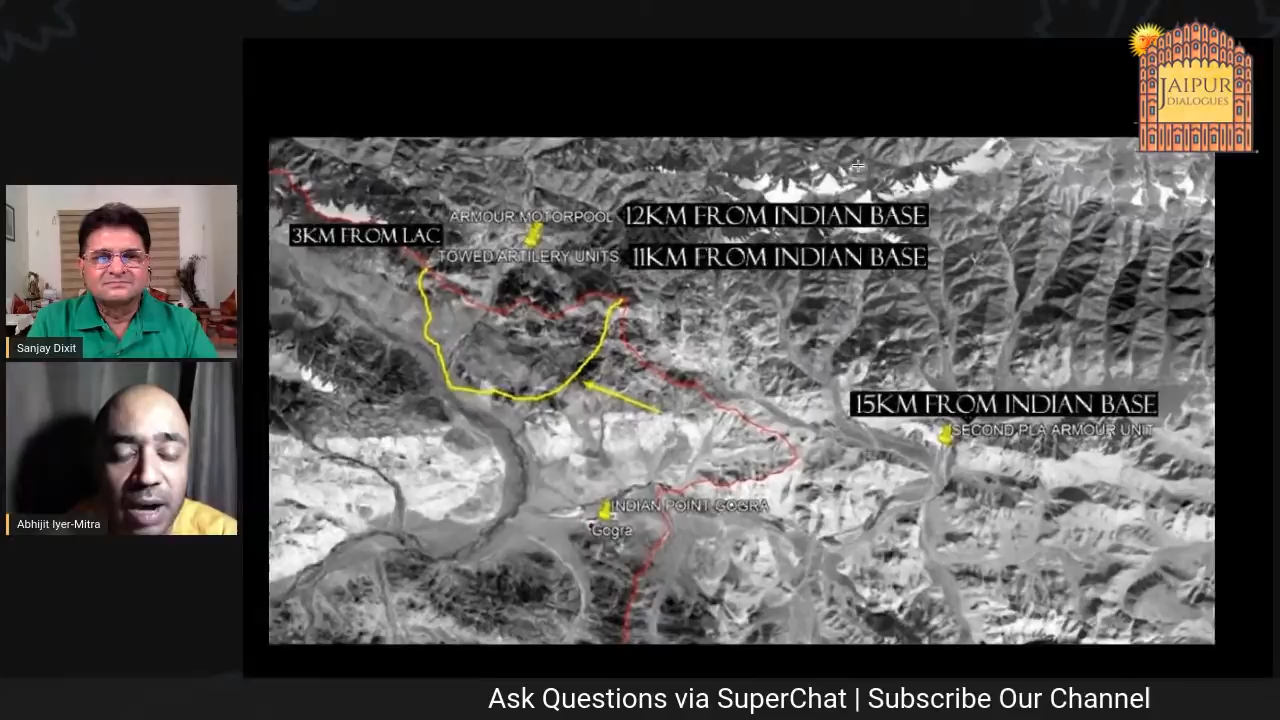 JAIPUR
DIALOGUES
ARMOUR MOTORPOOL
12KM FROM INDIAN BASE
3KM FROM LAC
TOWED ARTILERY UNITS
11KM FROM INDIAN BASE
Sanjay Dixit
15KM FROM INDIAN BASE
SECOND PLA ARMOUR UNIT
INDIAN POINT GOGRA
Gogra
Abhijit Iyer-Mitra
Ask Questions via SuperChat | Subscribe Our Channel